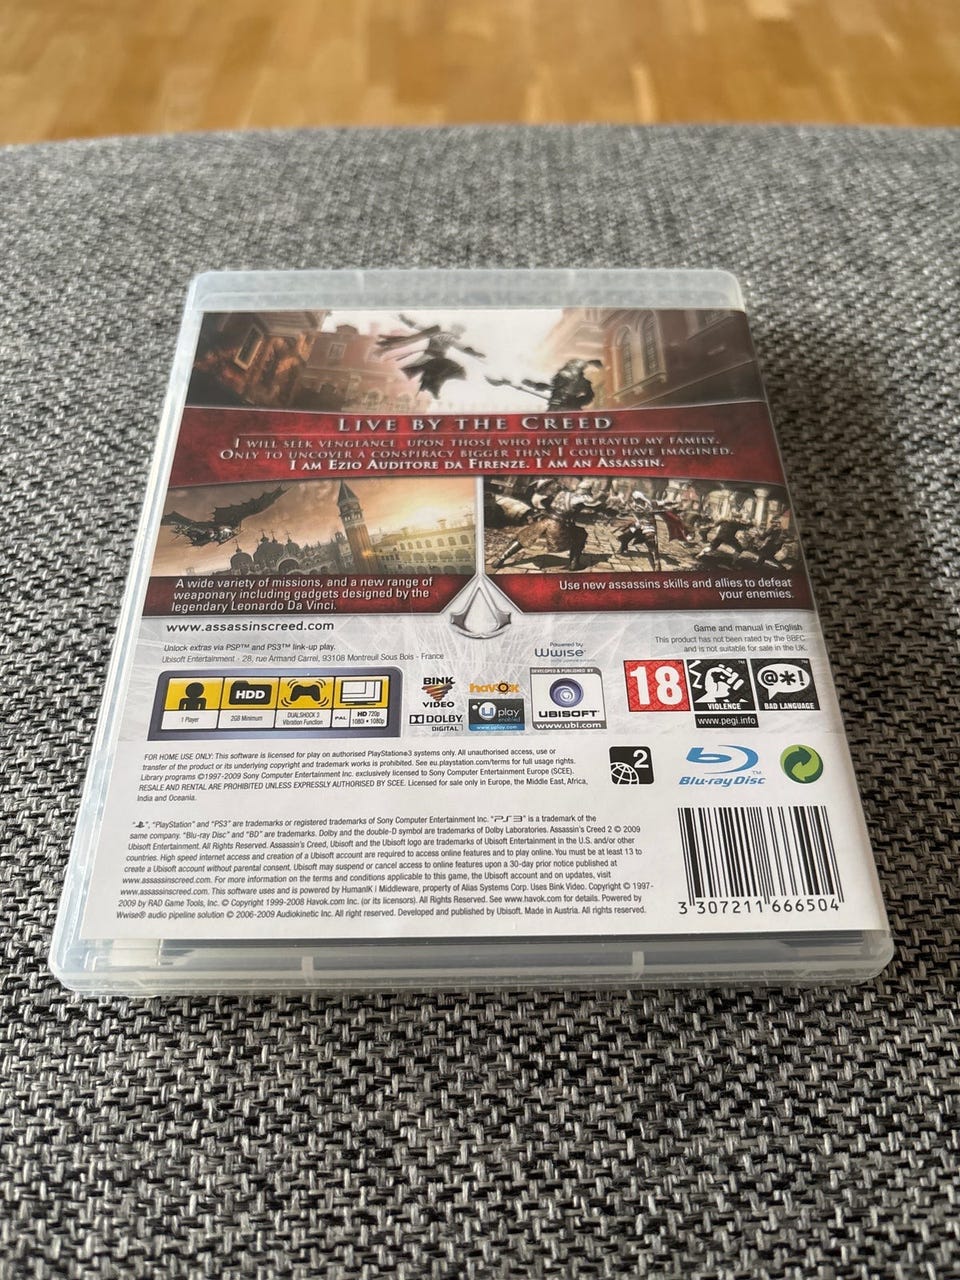 LIVE BY THE CREED
I WILL SEEK VENGEANCE UPON THOSE WHO HAVE BETRAYED MY FAMILY.
ONLY TO UNCOVER A CONSPIRACY BIGGER THAN I COULD HAVE IMAGINED.
I AM EZIO AUDITORE DA FIRENZE. I AM AN ASSASSIN.
A wide variety of missions, and a new range of
weaponary including gadgets designed by the
legendary Leonardo Da Vinci.
Use new assassins skills and allies to defeat
your enemies.
www.assassinscreed.com
Unlock extras via PSP™ and PS3™ link-up play.
Ubisoft Entertainment - 28, rue Armand Carrel, 93108 Montreuil Sous Bois - France
Powered by
Wwise
Game and manual in English
This product has not been rated by the BBFC
and is not suitable for sale in the UK.
1 Player
HDD
2GB Minimum
DUALSHOCK 3
Vibration Function
PAL
HD 720p
1080i • 1080p
BINK
VIDEO
DOLBY
DIGITAL
havok
Uplay
enabled
www.uplay.com
DEVELOPED & PUBLISHED BY
UBISOFT
www.ubi.com
18
VIOLENCE
@*!
BAD LANGUAGE
www.pegi.info
FOR HOME USE ONLY: This software is licensed for play on authorised PlayStation®3 systems only. All unauthorised access, use or
transfer of the product or its underlying copyright and trademark works is prohibited. See eu.playstation.com/terms for full usage rights.
Library programs ©1997-2009 Sony Computer Entertainment Inc. exclusively licensed to Sony Computer Entertainment Europe (SCEE).
RESALE AND RENTAL ARE PROHIBITED UNLESS EXPRESSLY AUTHORISED BY SCEE. Licensed for sale only in Europe, the Middle East, Africa,
India and Oceania.
2
Blu-ray Disc™
" ", "PlayStation" and "PS3" are trademarks or registered trademarks of Sony Computer Entertainment Inc. "PS3" is a trademark of the
same company. "Blu-ray Disc" and "BD" are trademarks. Dolby and the double-D symbol are trademarks of Dolby Laboratories. Assassin's Creed 2 © 2009
Ubisoft Entertainment. All Rights Reserved. Assassin's Creed, Ubisoft and the Ubisoft logo are trademarks of Ubisoft Entertainment in the U.S. and/or other
countries. High speed internet access and creation of a Ubisoft account are required to access online features and to play online. You must be at least 13 to
create a Ubisoft account without parental consent. Ubisoft may suspend or cancel access to online features upon a 30-day prior notice published at
www.assassinscreed.com. For more information on the terms and conditions applicable to this game, the Ubisoft account and on updates, visit
www.assassinscreed.com. This software uses and is powered by HumanIK | Middleware, property of Alias Systems Corp. Uses Bink Video. Copyright © 1997-
2009 by RAD Game Tools, Inc. © Copyright 1999-2008 Havok.com Inc. (or its licensors). All Rights Reserved. See www.havok.com for details. Powered by
Wwise® audio pipeline solution © 2006-2009 Audiokinetic Inc. All right reserved. Developed and published by Ubisoft. Made in Austria. All rights reserved.
3 307211 666504